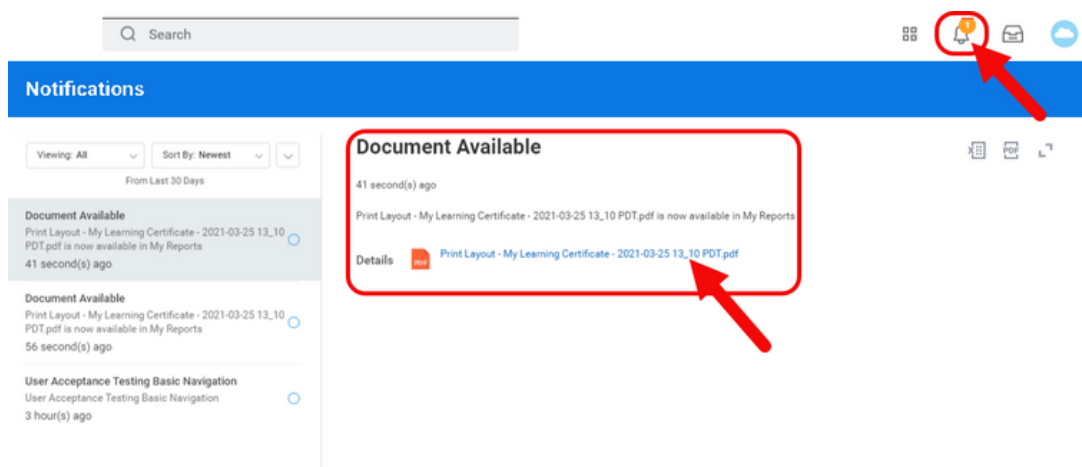 Search
1
Notifications
Viewing: All
Sort By: Newest
From Last 30 Days
Document Available
Print Layout - My Learning Certificate - 2021-03-25 13_10
PDT.pdf is now available in My Reports
41 second(s) ago
Document Available
Print Layout - My Learning Certificate - 2021-03-25 13_10
PDT.pdf is now available in My Reports
56 second(s) ago
User Acceptance Testing Basic Navigation
User Acceptance Testing Basic Navigation
3 hour(s) ago
Document Available
41 second(s) ago
Print Layout - My Learning Certificate - 2021-03-25 13_10 PDT.pdf is now available in My Reports
Details PDF Print Layout - My Learning Certificate - 2021-03-25 13_10 PDT.pdf
X
PDF